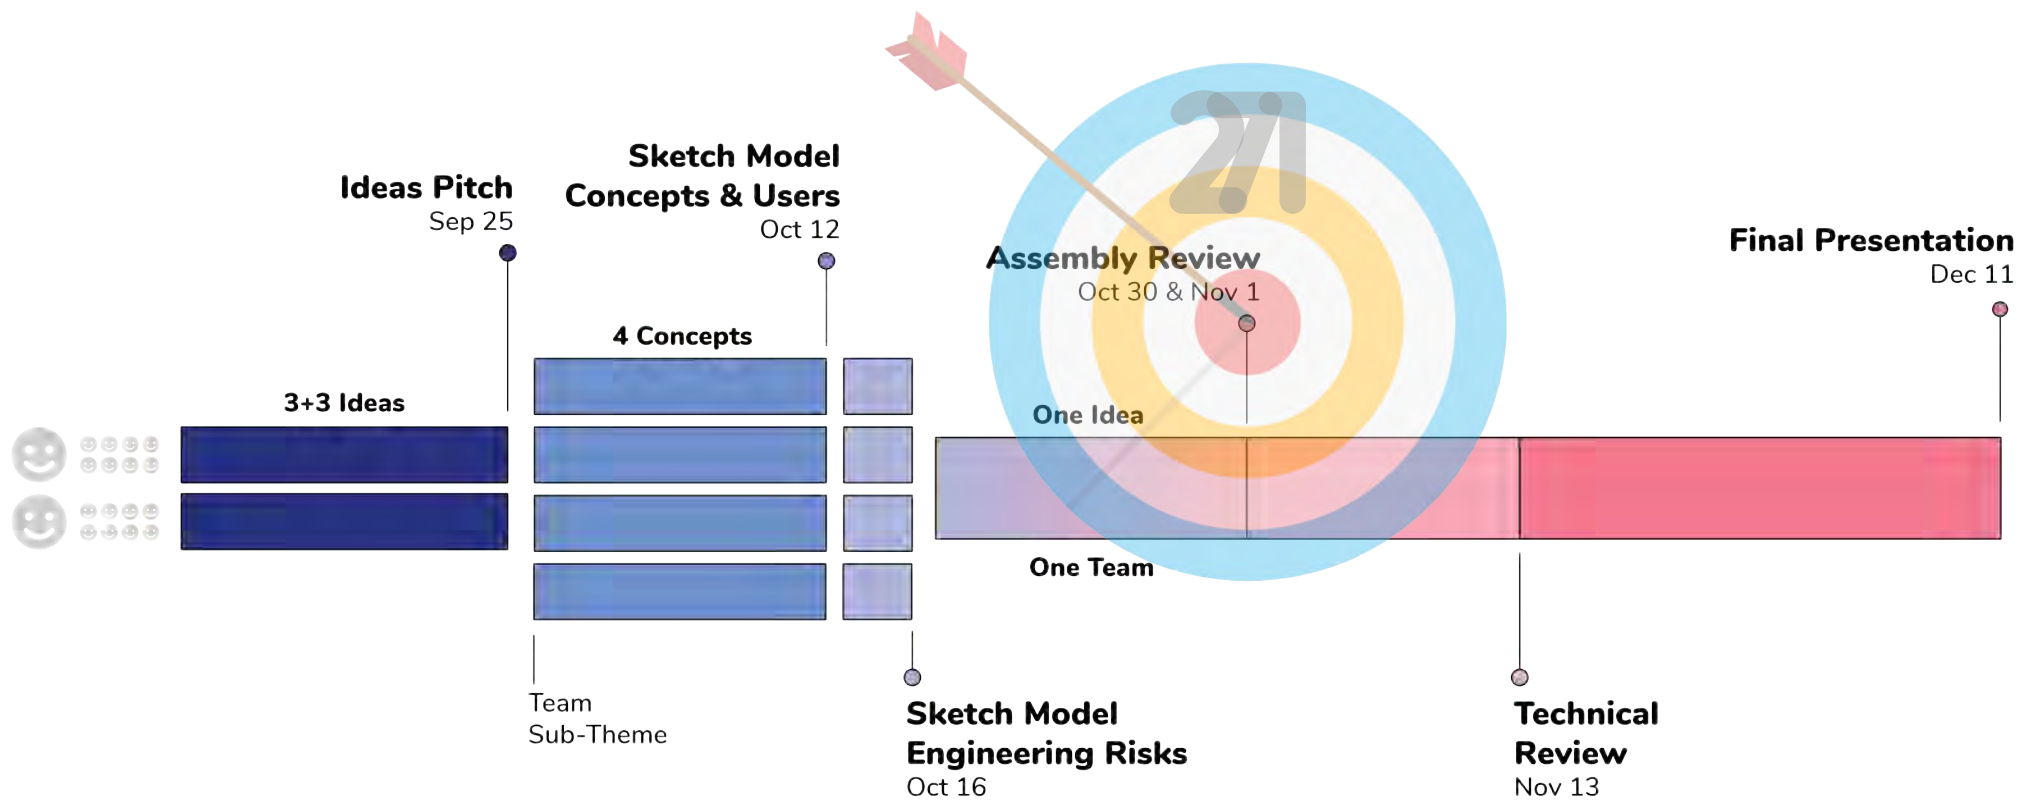 Ideas Pitch
Sep 25
3+3 Ideas
Sketch Model
Concepts & Users
Oct 12
4 Concepts
Team
Sub-Theme
Sketch Model
Engineering Risks
Oct 16
Assembly Review
Oct 30 & Nov 1
One Idea
One Team
Technical
Review
Nov 13
Final Presentation
Dec 11